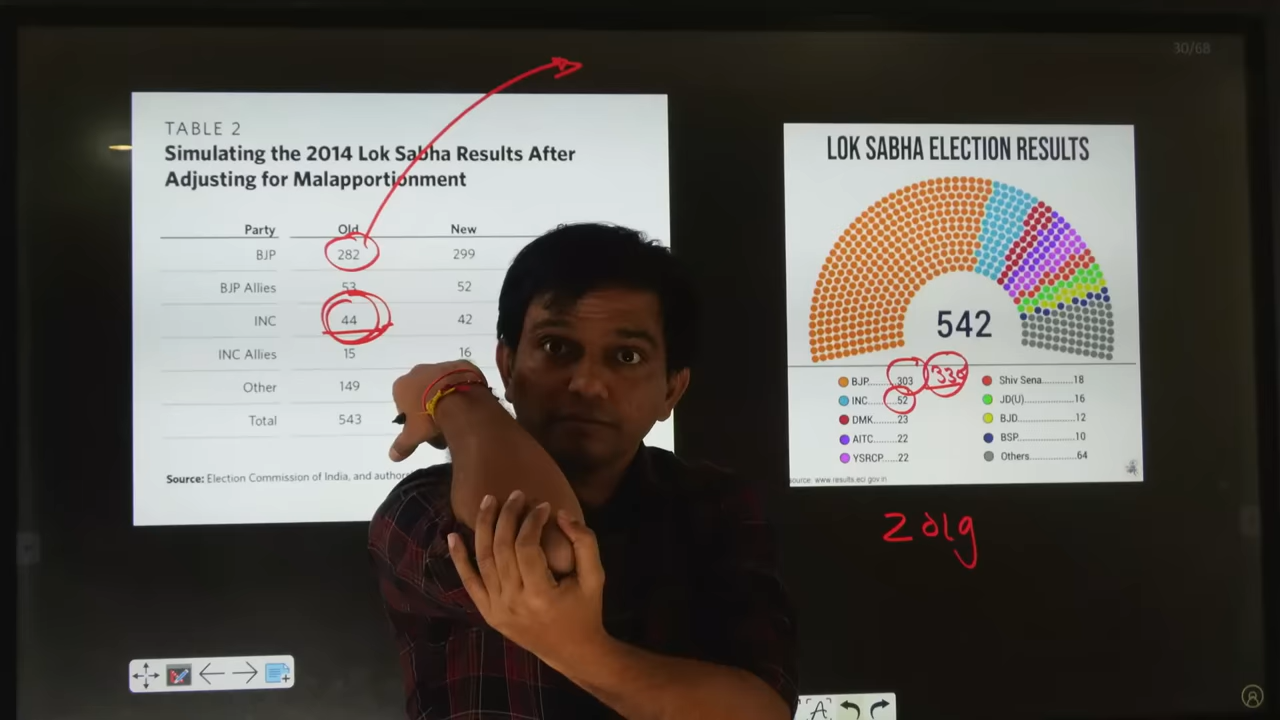 30/68
TABLE 2
Simulating the 2014 Lok Sabha Results After
Adjusting for Malapportionment
Party Old New
BJP 282 299
BJP Allies 53 52
INC 44 42
INC Allies 15 16
Other 149
Total 543
Source: Election Commission of India, and
LOK SABHA ELECTION RESULTS
542
BJP........303 330
INC........52
DMK.......23
AITC......22
YSRCP.....22
Shiv Sena..........18
JD(U)................16
BJD..................12
BSP..................10
Others..............64
source: www.results.eci.gov.in
2019
A